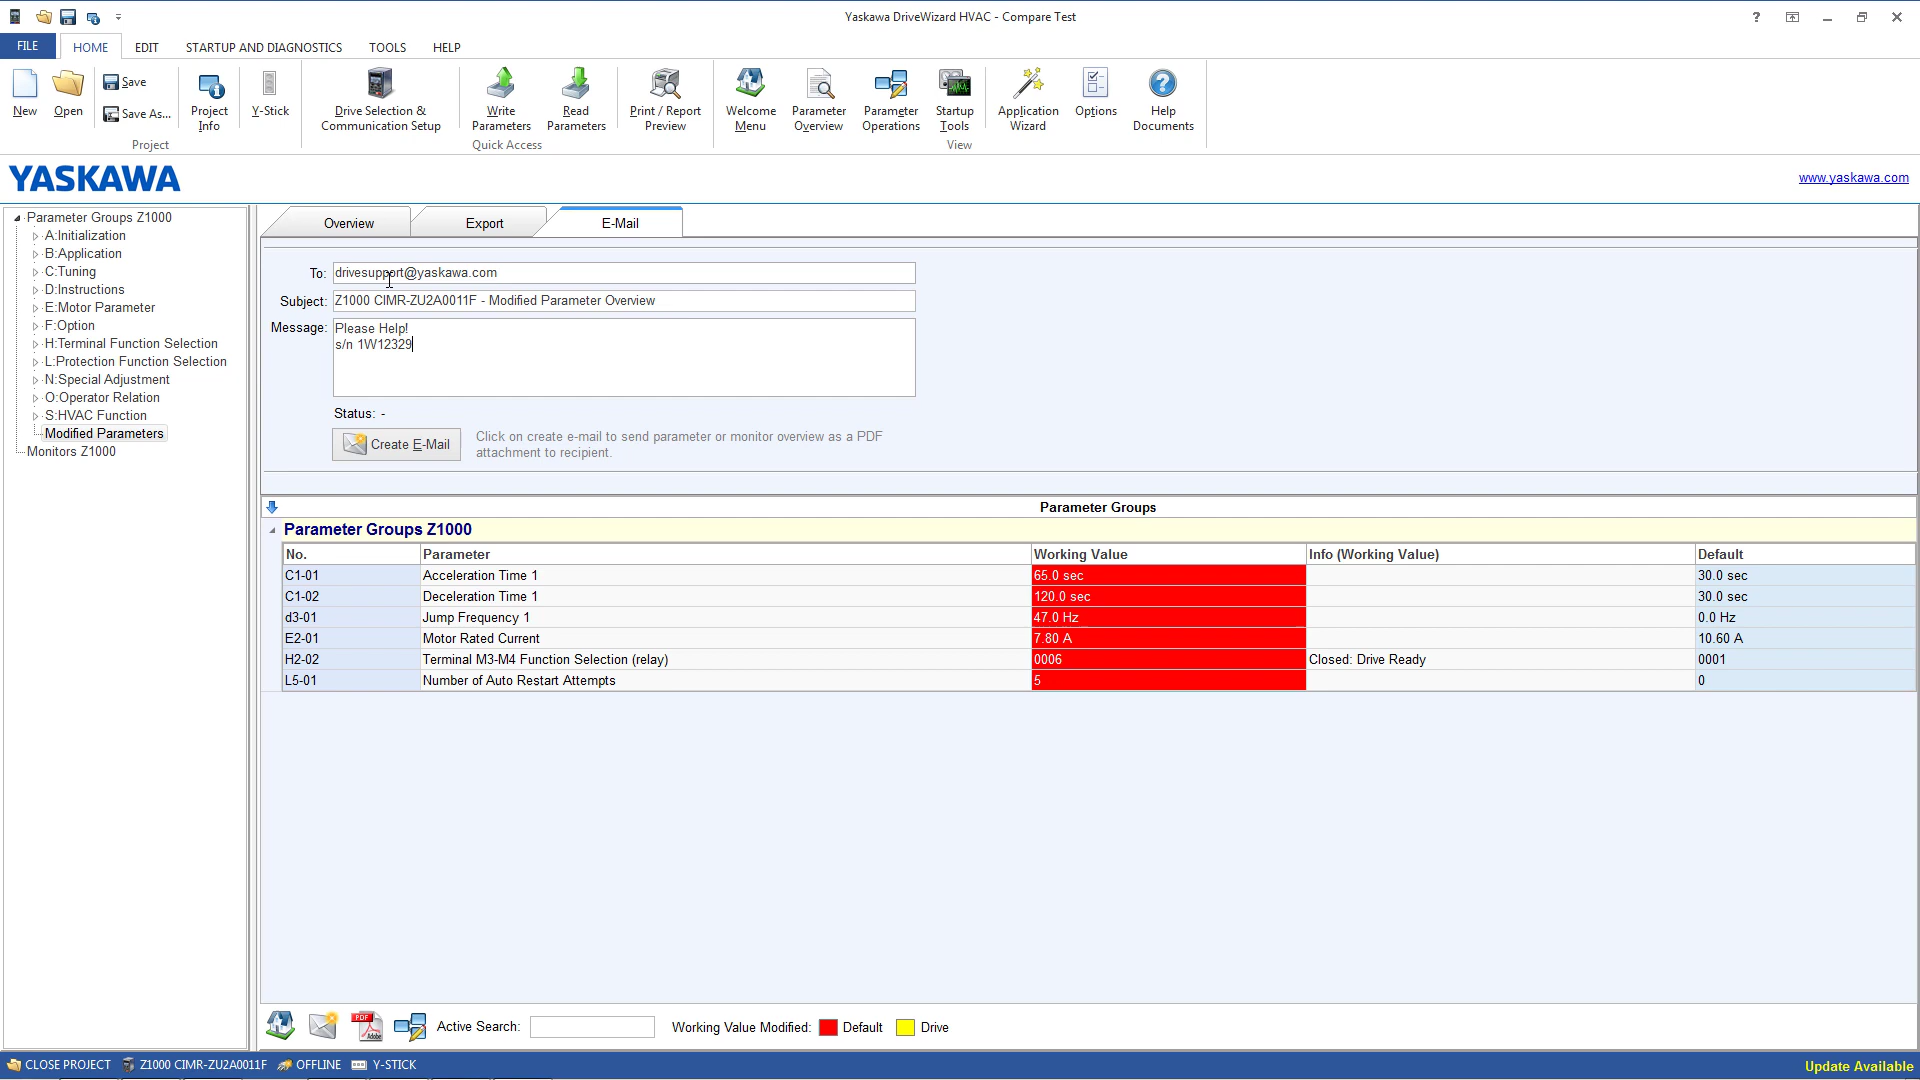 Yaskawa DriveWizard HVAC - Compare Test
FILE
HOME
EDIT
STARTUP AND DIAGNOSTICS
TOOLS
HELP
New
Open
Save
Save As...
Project
Info
Y-Stick
Drive Selection &
Communication Setup
Write
Parameters
Read
Parameters
Print / Report
Preview
Welcome
Menu
Parameter
Overview
Parameter
Operations
Startup
Tools
Application
Wizard
Options
Help
Documents
Project
Quick Access
View
YASKAWA
www.yaskawa.com
Parameter Groups Z1000
A:Initialization
B:Application
C:Tuning
D:Instructions
E:Motor Parameter
F:Option
H:Terminal Function Selection
L:Protection Function Selection
N:Special Adjustment
O:Operator Relation
S:HVAC Function
Modified Parameters
Monitors Z1000
Overview
Export
E-Mail
To: drivesupport@yaskawa.com
Subject: Z1000 CIMR-ZU2A0011F - Modified Parameter Overview
Message: Please Help!
s/n 1W12329
Status: -
Create E-Mail
Click on create e-mail to send parameter or monitor overview as a PDF
attachment to recipient.
Parameter Groups
Parameter Groups Z1000
No. Parameter Working Value Info (Working Value) Default
C1-01 Acceleration Time 1 65.0 sec 30.0 sec
C1-02 Deceleration Time 1 120.0 sec 30.0 sec
d3-01 Jump Frequency 1 47.0 Hz 0.0 Hz
E2-01 Motor Rated Current 7.80 A 10.60 A
H2-02 Terminal M3-M4 Function Selection (relay) 0006 Closed: Drive Ready 0001
L5-01 Number of Auto Restart Attempts 5 0
PDF
Adobe
Active Search:
Working Value Modified: Default Drive
CLOSE PROJECT Z1000 CIMR-ZU2A0011F OFFLINE Y-STICK
Update Available